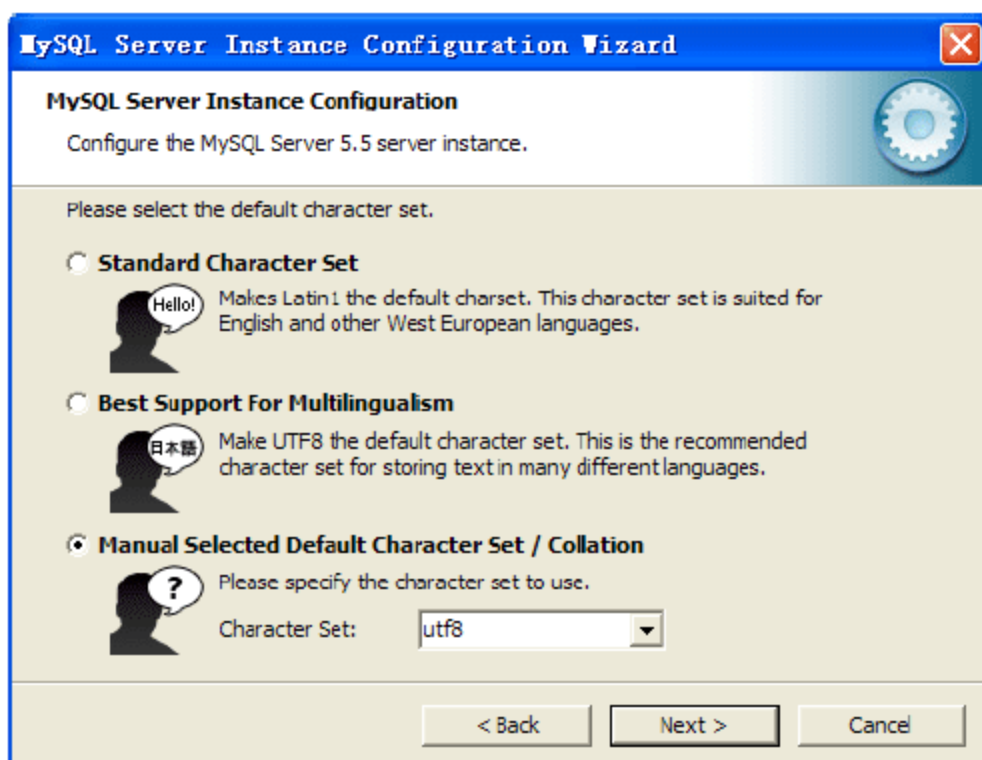 MySQL Server Instance Configuration Wizard
MySQL Server Instance Configuration
Configure the MySQL Server 5.5 server instance.
Please select the default character set.
Standard Character Set
Hello!
Makes Latin1 the default charset. This character set is suited for
English and other West European languages.
Best Support For Multilingualism
日本語
Make UTF8 the default character set. This is the recommended
character set for storing text in many different languages.
Manual Selected Default Character Set / Collation
?
Please specify the character set to use.
Character Set:
utf8
< Back
Next >
Cancel